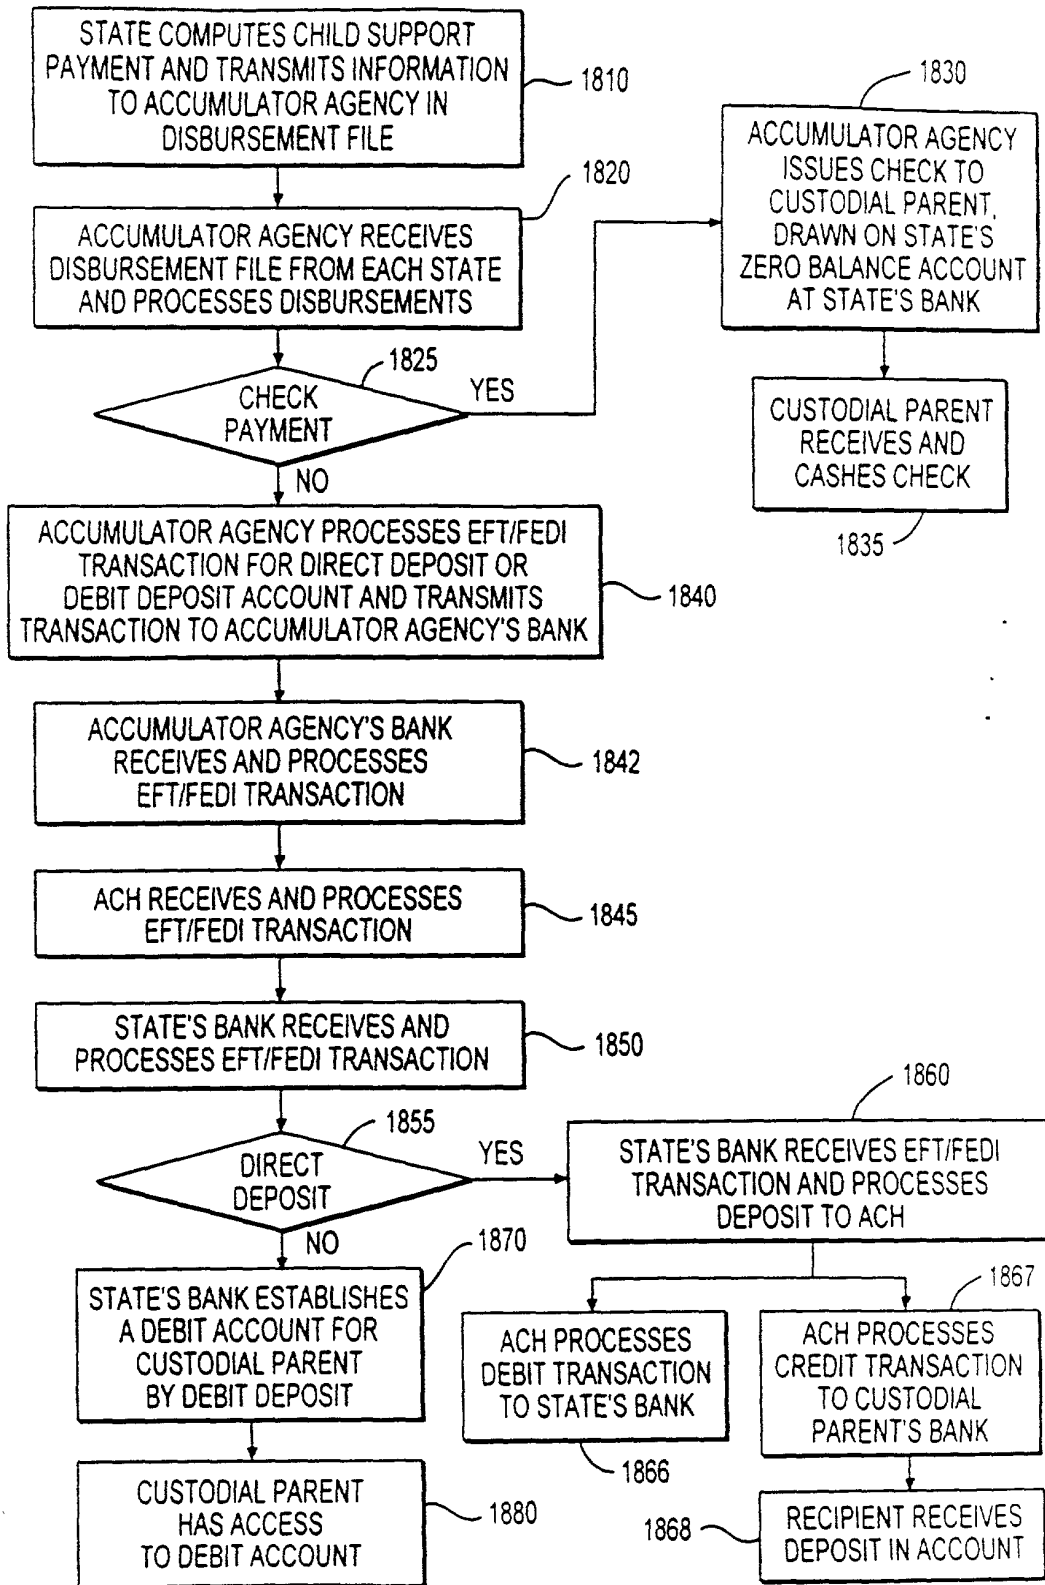 STATE COMPUTES CHILD SUPPORT
PAYMENT AND TRANSMITS INFORMATION
TO ACCUMULATOR AGENCY IN
DISBURSEMENT FILE
1810
ACCUMULATOR AGENCY RECEIVES
DISBURSEMENT FILE FROM EACH STATE
AND PROCESSES DISBURSEMENTS
1820
CHECK
PAYMENT
1825
YES
NO
1830
ACCUMULATOR AGENCY
ISSUES CHECK TO
CUSTODIAL PARENT,
DRAWN ON STATE'S
ZERO BALANCE ACCOUNT
AT STATE'S BANK
CUSTODIAL PARENT
RECEIVES AND
CASHES CHECK
1835
ACCUMULATOR AGENCY PROCESSES EFT/FEDI
TRANSACTION FOR DIRECT DEPOSIT OR
DEBIT DEPOSIT ACCOUNT AND TRANSMITS
TRANSACTION TO ACCUMULATOR AGENCY'S BANK
1840
ACCUMULATOR AGENCY'S BANK
RECEIVES AND PROCESSES
EFT/FEDI TRANSACTION
1842
ACH RECEIVES AND PROCESSES
EFT/FEDI TRANSACTION
1845
STATE'S BANK RECEIVES AND
PROCESSES EFT/FEDI TRANSACTION
1850
DIRECT
DEPOSIT
1855
YES
NO
1860
STATE'S BANK RECEIVES EFT/FEDI
TRANSACTION AND PROCESSES
DEPOSIT TO ACH
1870
STATE'S BANK ESTABLISHES
A DEBIT ACCOUNT FOR
CUSTODIAL PARENT
BY DEBIT DEPOSIT
CUSTODIAL PARENT
HAS ACCESS
TO DEBIT ACCOUNT
1880
ACH PROCESSES
DEBIT TRANSACTION
TO STATE'S BANK
1866
1867
ACH PROCESSES
CREDIT TRANSACTION
TO CUSTODIAL
PARENT'S BANK
1868
RECIPIENT RECEIVES
DEPOSIT IN ACCOUNT